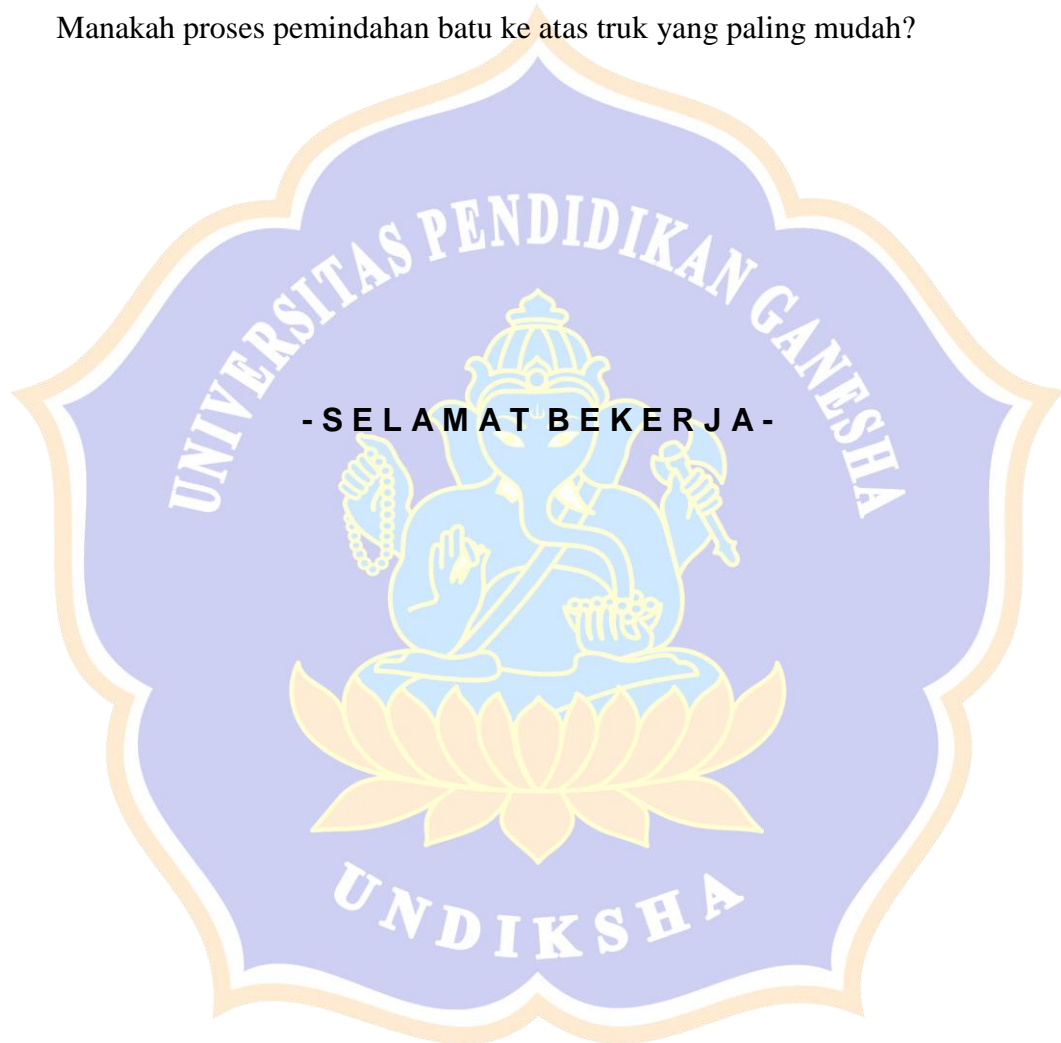 Manakah proses pemindahan batu ke atas truk yang paling mudah?
UNIVERSITAS PENDIDIKAN GANESHA
- S E L A M A T B E K E R J A -
UNDIKSHA